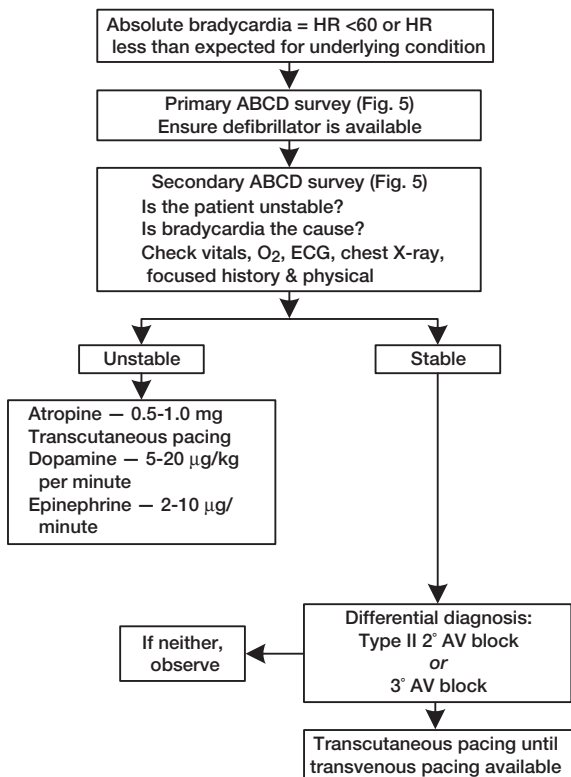 Absolute bradycardia = HR <60 or HR
less than expected for underlying condition
Primary ABCD survey (Fig. 5)
Ensure defibrillator is available
Secondary ABCD survey (Fig. 5)
Is the patient unstable?
Is bradycardia the cause?
Check vitals, O₂, ECG, chest X-ray,
focused history & physical
Unstable
Stable
Atropine — 0.5-1.0 mg
Transcutaneous pacing
Dopamine — 5-20 μg/kg
per minute
Epinephrine — 2-10 μg/
minute
Differential diagnosis:
Type II 2° AV block
or
3° AV block
If neither,
observe
Transcutaneous pacing until
transvenous pacing available